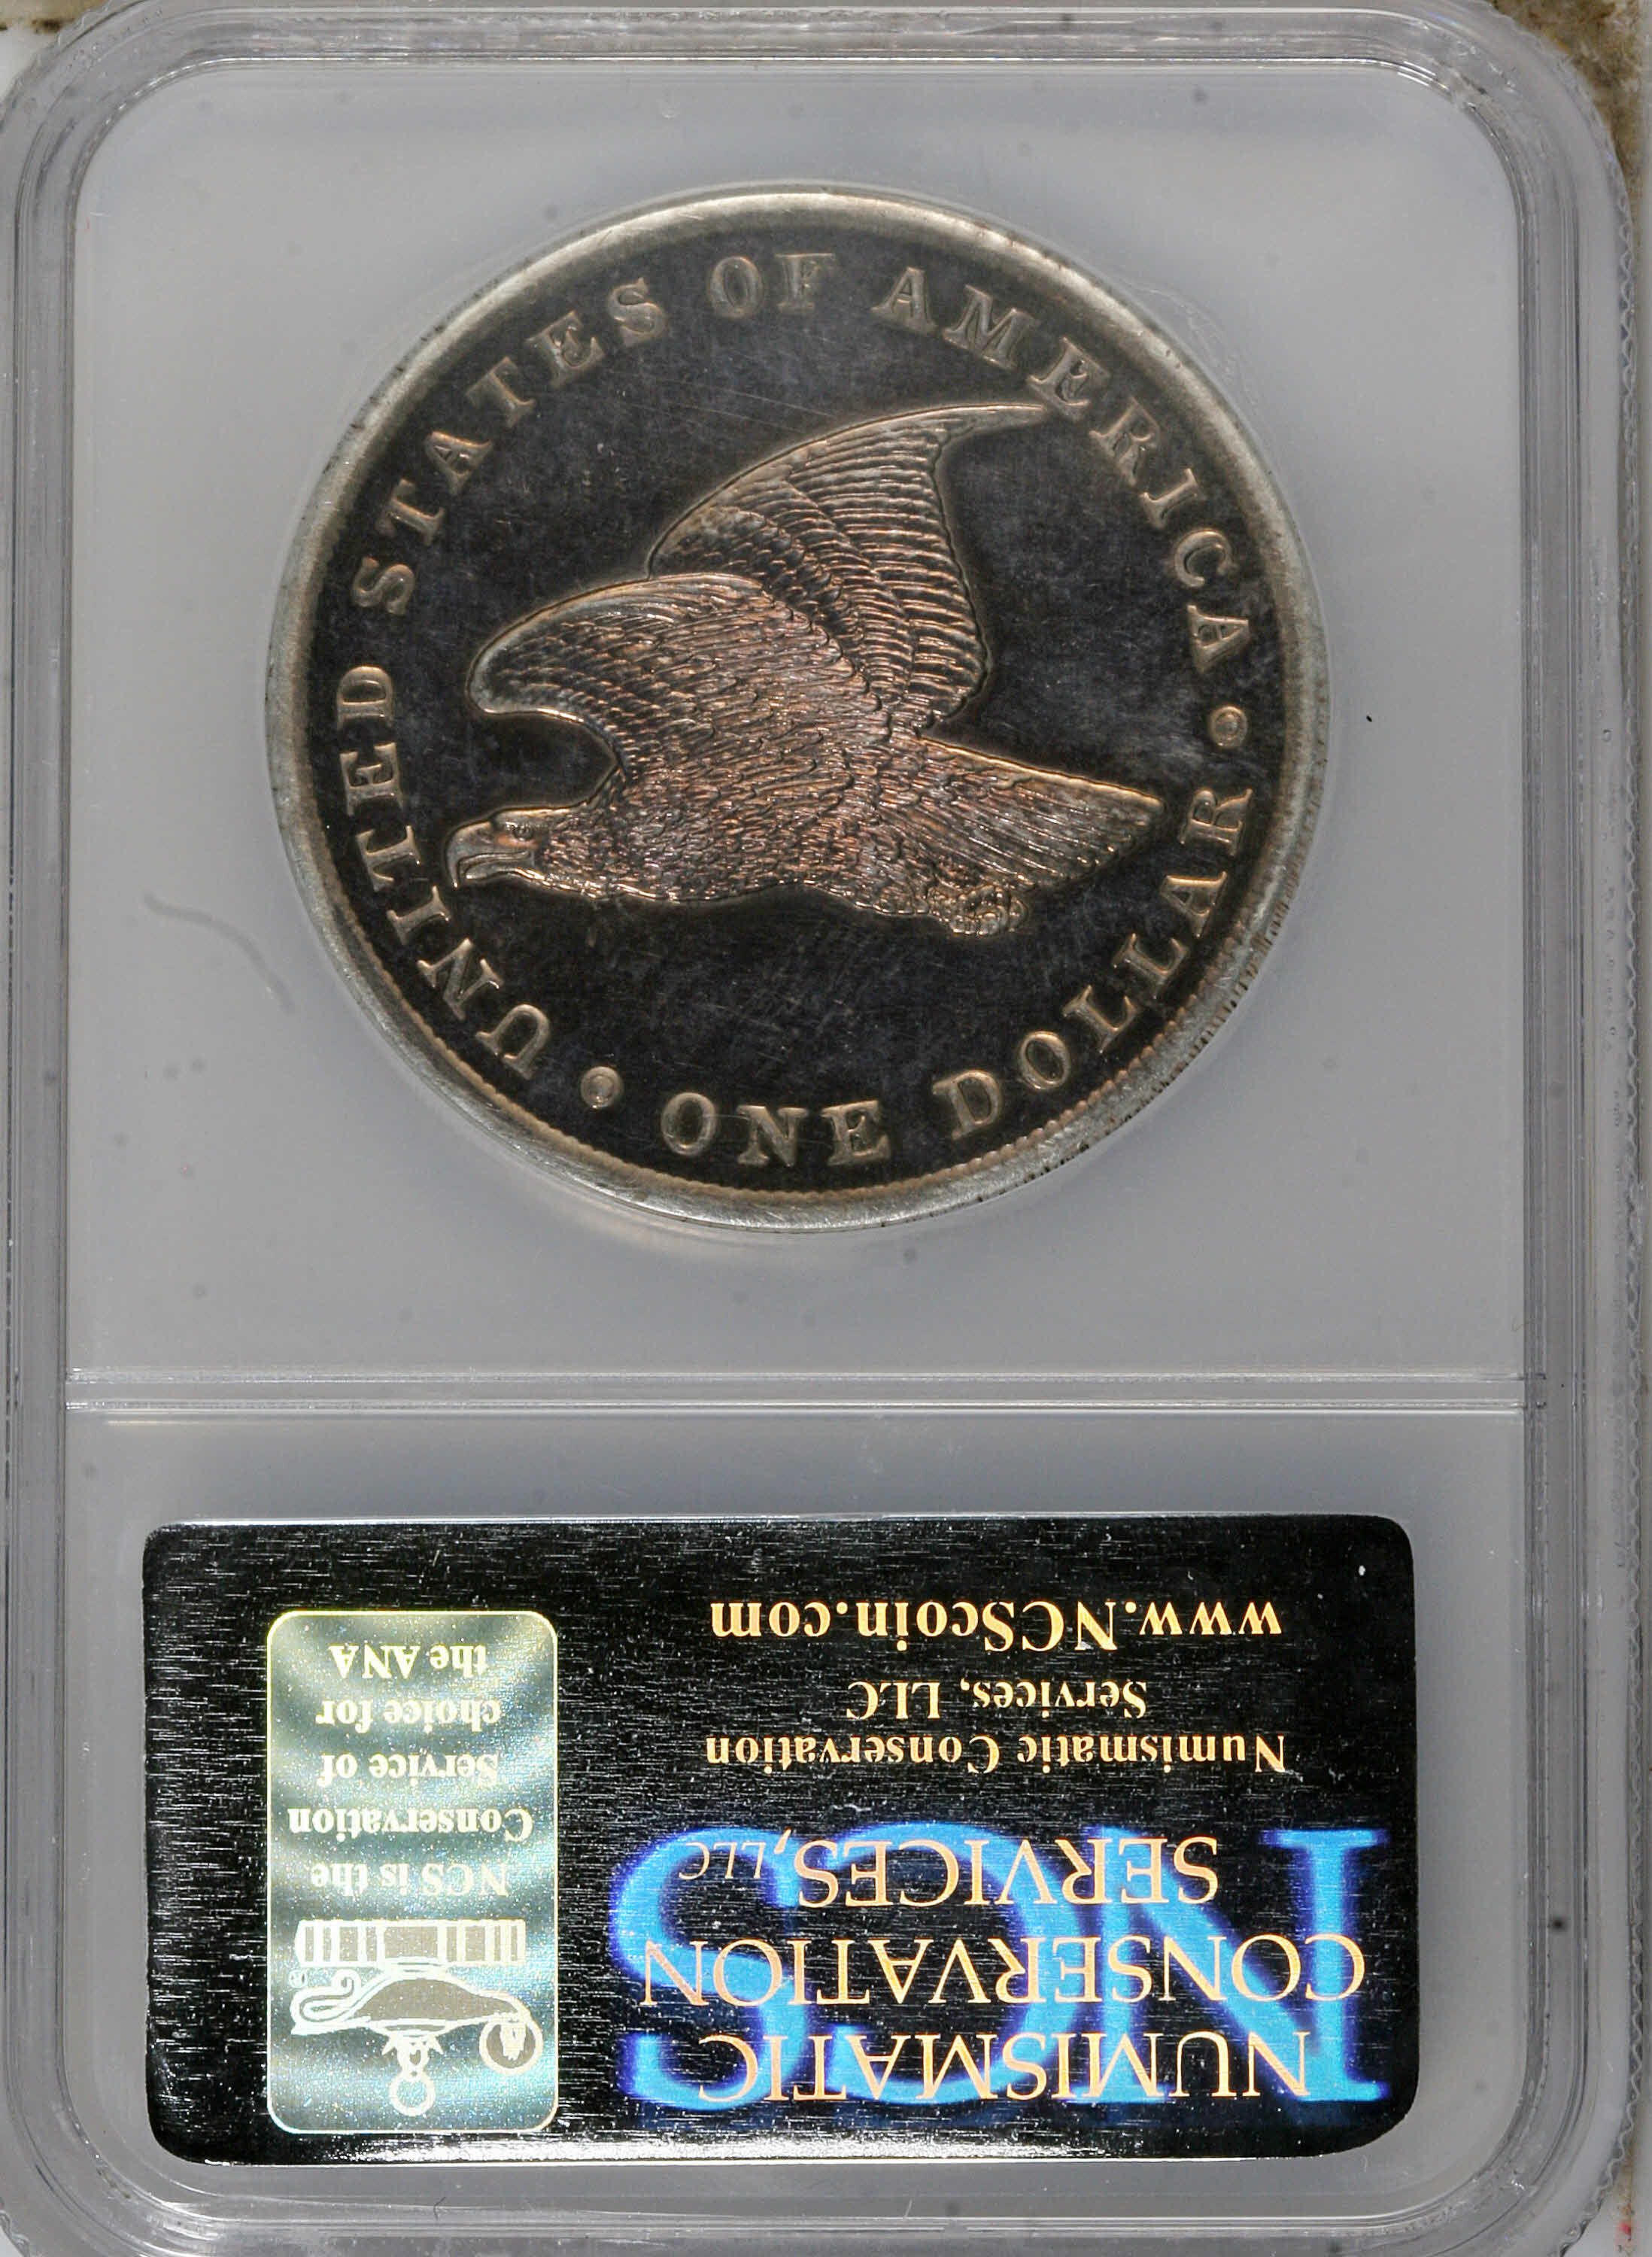 UNITED STATES OF AMERICA
• ONE DOLLAR •
NCS
NUMISMATIC
CONSERVATION
SERVICES, LLC
Numismatic Conservation
Services, LLC
www.NCScoin.com
NCS is the
Conservation
Service of
choice for
the ANA